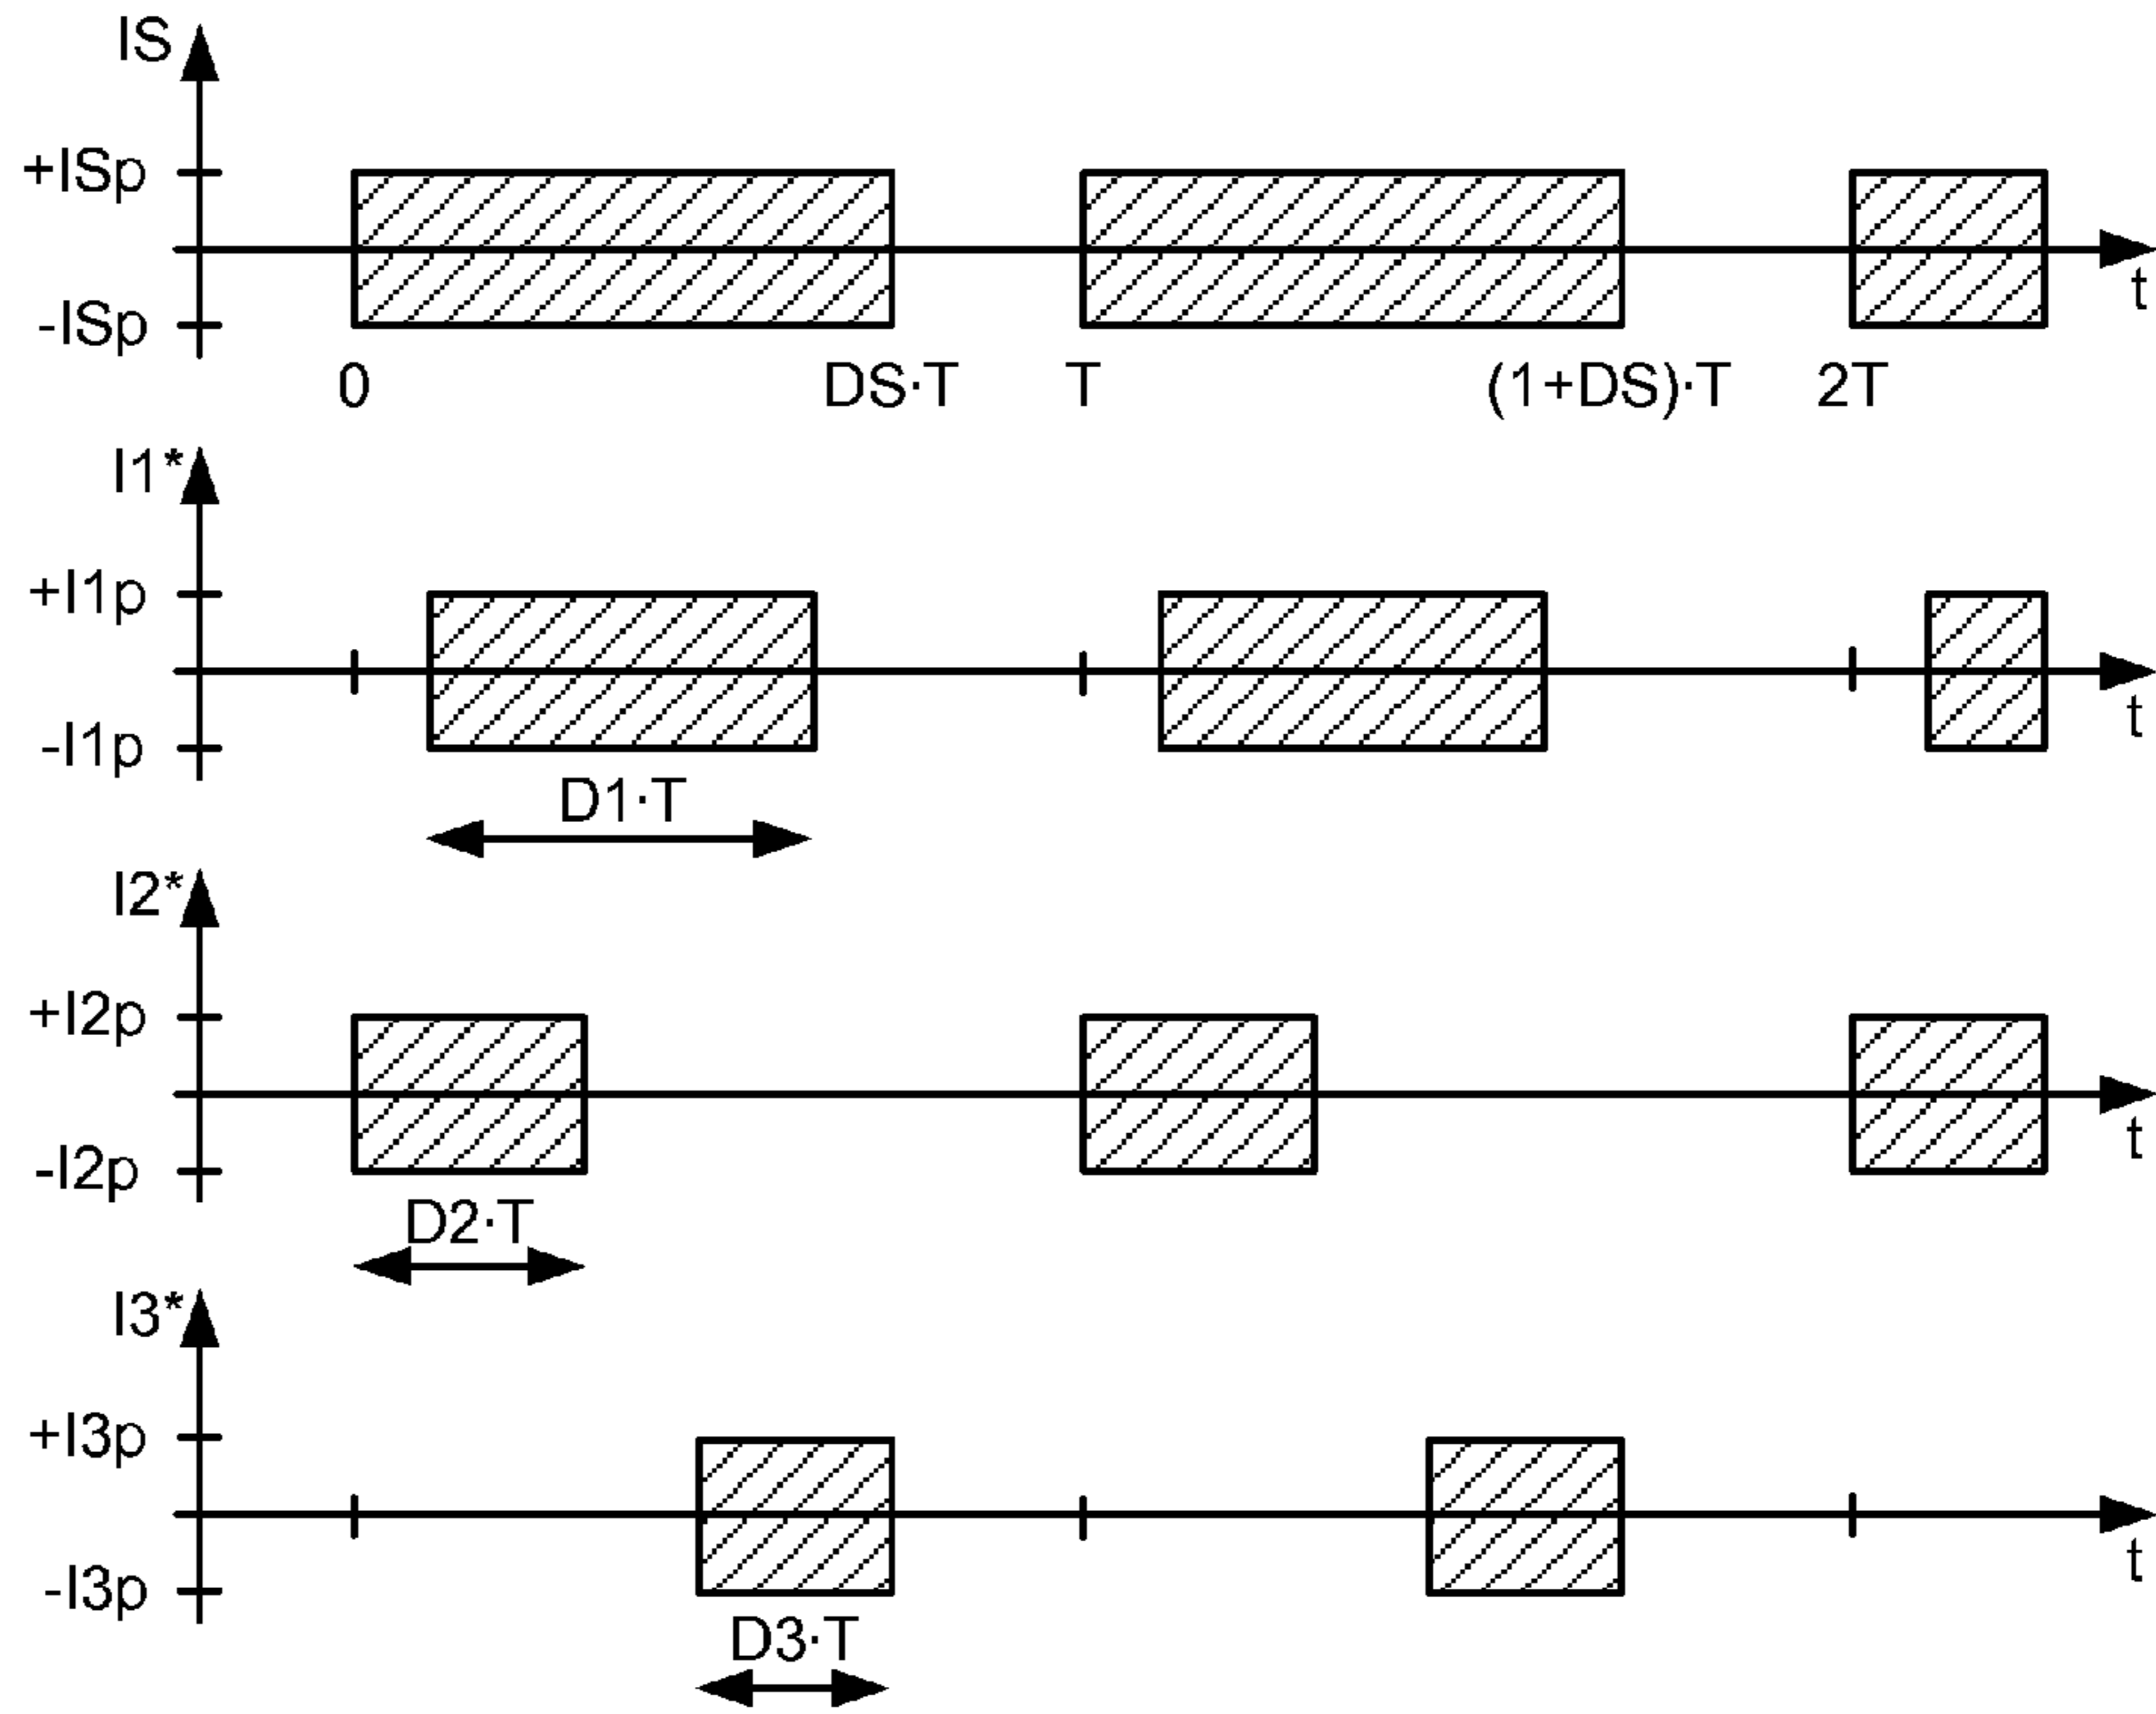 IS
+ISp
-ISp
t
0 DS·T T (1+DS)·T 2T
I1*
+I1p
-I1p
t
D1·T
I2*
+I2p
-I2p
t
D2·T
I3*
+I3p
-I3p
t
D3·T